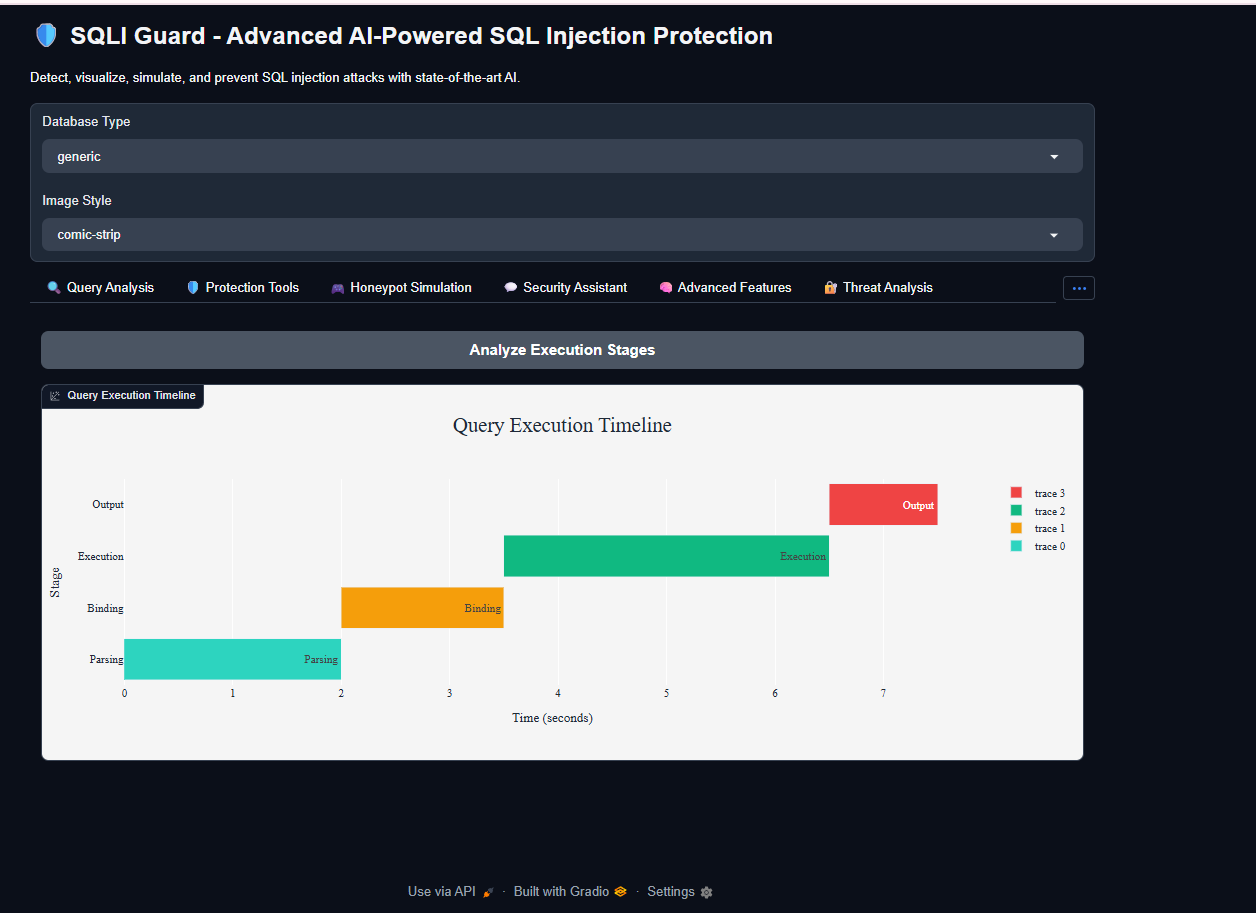 SQLI Guard - Advanced AI-Powered SQL Injection Protection
Detect, visualize, simulate, and prevent SQL injection attacks with state-of-the-art AI.
Database Type
generic
Image Style
comic-strip
Query Analysis
Protection Tools
Honeypot Simulation
Security Assistant
Advanced Features
Threat Analysis
Analyze Execution Stages
Query Execution Timeline
Query Execution Timeline
Output
Execution
Binding
Parsing
Stage
Output
Execution
Binding
Parsing
0 1 2 3 4 5 6 7
Time (seconds)
trace 3
trace 2
trace 1
trace 0
Use via API · Built with Gradio · Settings